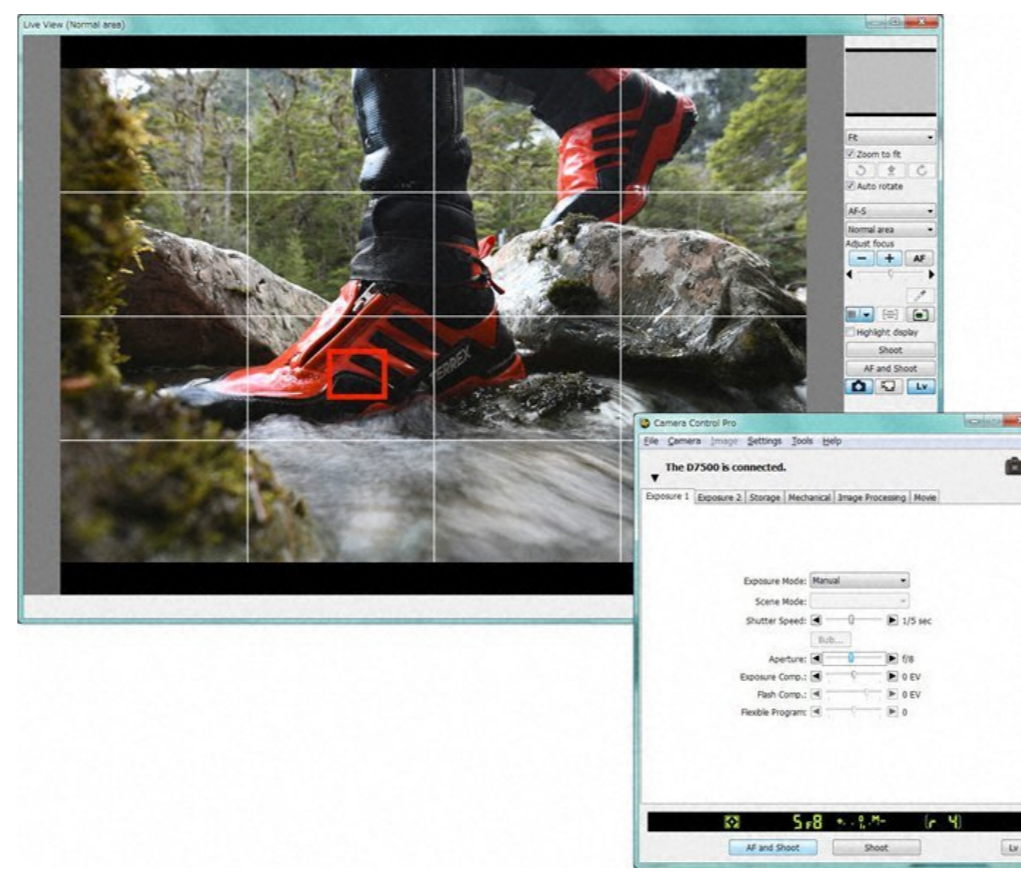 Live View (Normal area)
Fit
Zoom to fit
Auto rotate
AF-S
Normal area
Adjust focus
AF
Highlight display
Shoot
AF and Shoot
Lv
TERREX
Camera Control Pro
File Camera Image Settings Tools Help
The D7500 is connected.
Exposure 1 Exposure 2 Storage Mechanical Image Processing Movie
Exposure Mode: Manual
Scene Mode:
Shutter Speed: 1/5 sec
Bulb...
Aperture: f/8
Exposure Comp.: 0 EV
Flash Comp.: 0 EV
Flexible Program: 0
5 F8 (r 4)
AF and Shoot Shoot Lv